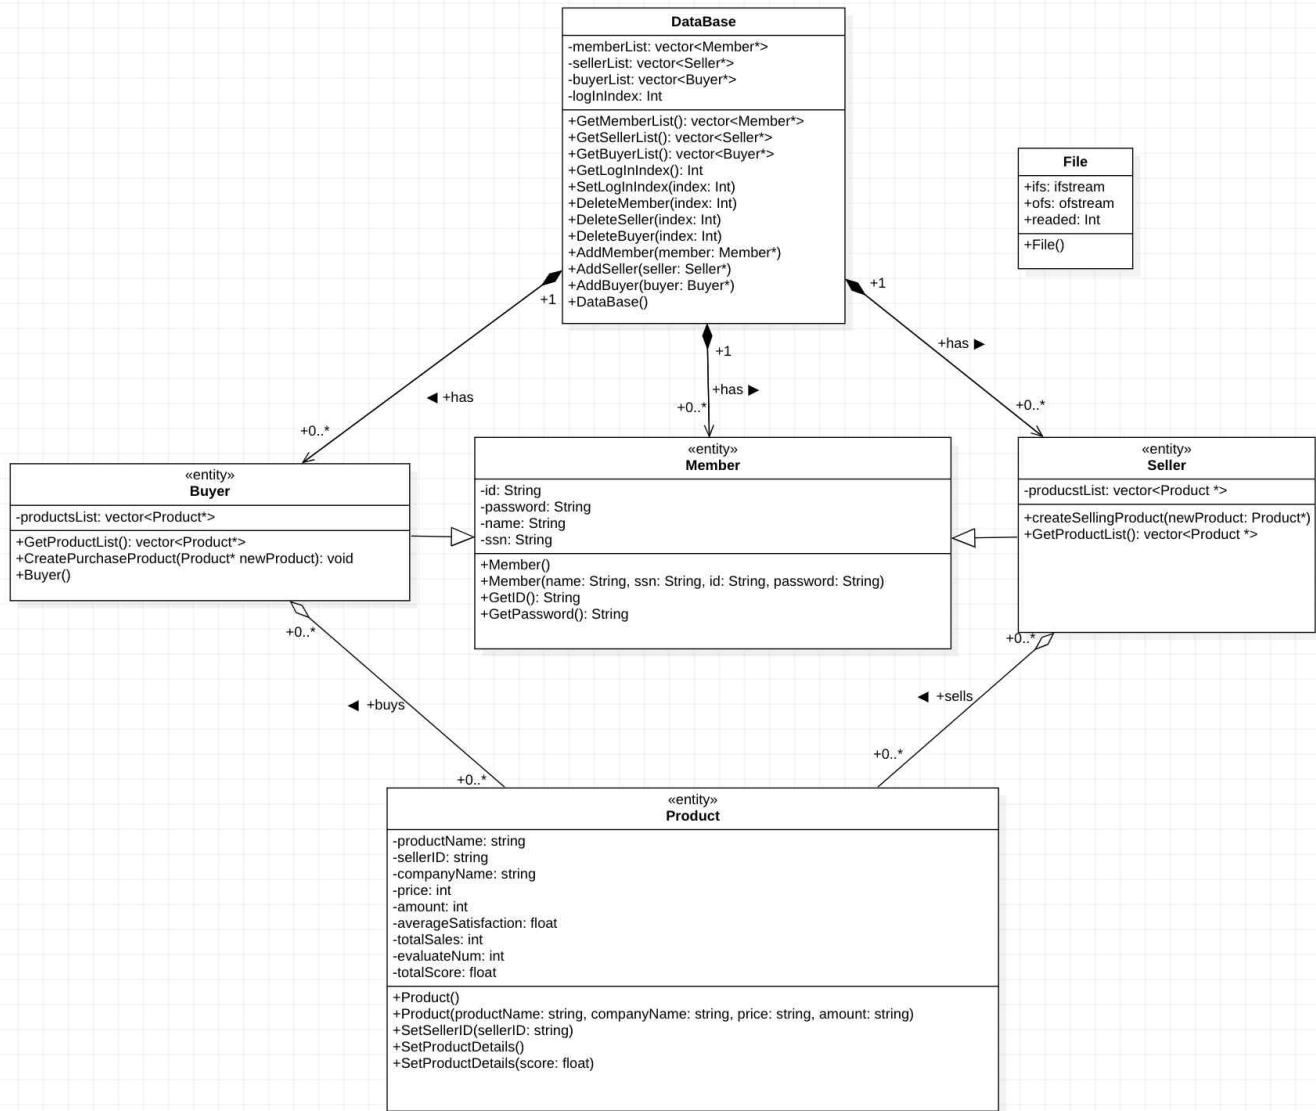 DataBase
-memberList: vector<Member*>
-sellerList: vector<Seller*>
-buyerList: vector<Buyer*>
-logInIndex: Int
+GetMemberList(): vector<Member*>
+GetSellerList(): vector<Seller*>
+GetBuyerList(): vector<Buyer*>
+GetLogInIndex(): Int
+SetLogInIndex(index: Int)
+DeleteMember(index: Int)
+DeleteSeller(index: Int)
+DeleteBuyer(index: Int)
+AddMember(member: Member*)
+AddSeller(seller: Seller*)
+AddBuyer(buyer: Buyer*)
+DataBase()
File
+ifs: ifstream
+ofs: ofstream
+readed: Int
+File()
+1
+1
+1
◀ +has
+has ▶
+has ▶
+0..*
+0..*
+0..*
«entity»
Buyer
-productsList: vector<Product*>
+GetProductList(): vector<Product*>
+CreatePurchaseProduct(Product* newProduct): void
+Buyer()
«entity»
Member
-id: String
-password: String
-name: String
-ssn: String
+Member()
+Member(name: String, ssn: String, id: String, password: String)
+GetID(): String
+GetPassword(): String
«entity»
Seller
-producstList: vector<Product *>
+createSellingProduct(newProduct: Product*)
+GetProductList(): vector<Product *>
+0..*
+0..*
◀ +buys
◀ +sells
+0..*
+0..*
«entity»
Product
-productName: string
-sellerID: string
-companyName: string
-price: int
-amount: int
-averageSatisfaction: float
-totalSales: int
-evaluateNum: int
-totalScore: float
+Product()
+Product(productName: string, companyName: string, price: string, amount: string)
+SetSellerID(sellerID: string)
+SetProductDetails()
+SetProductDetails(score: float)